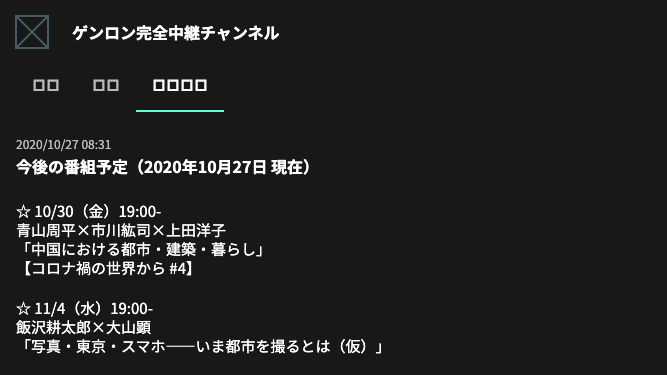 ゲンロン完全中継チャンネル
2020/10/27 08:31
今後の番組予定（2020年10月27日 現在）
☆ 10/30（金）19:00-
青山周平×市川紘司×上田洋子
「中国における都市・建築・暮らし」
【コロナ禍の世界から #4】
☆ 11/4（水）19:00-
飯沢耕太郎×大山顕
「写真・東京・スマホ――いま都市を撮るとは（仮）」